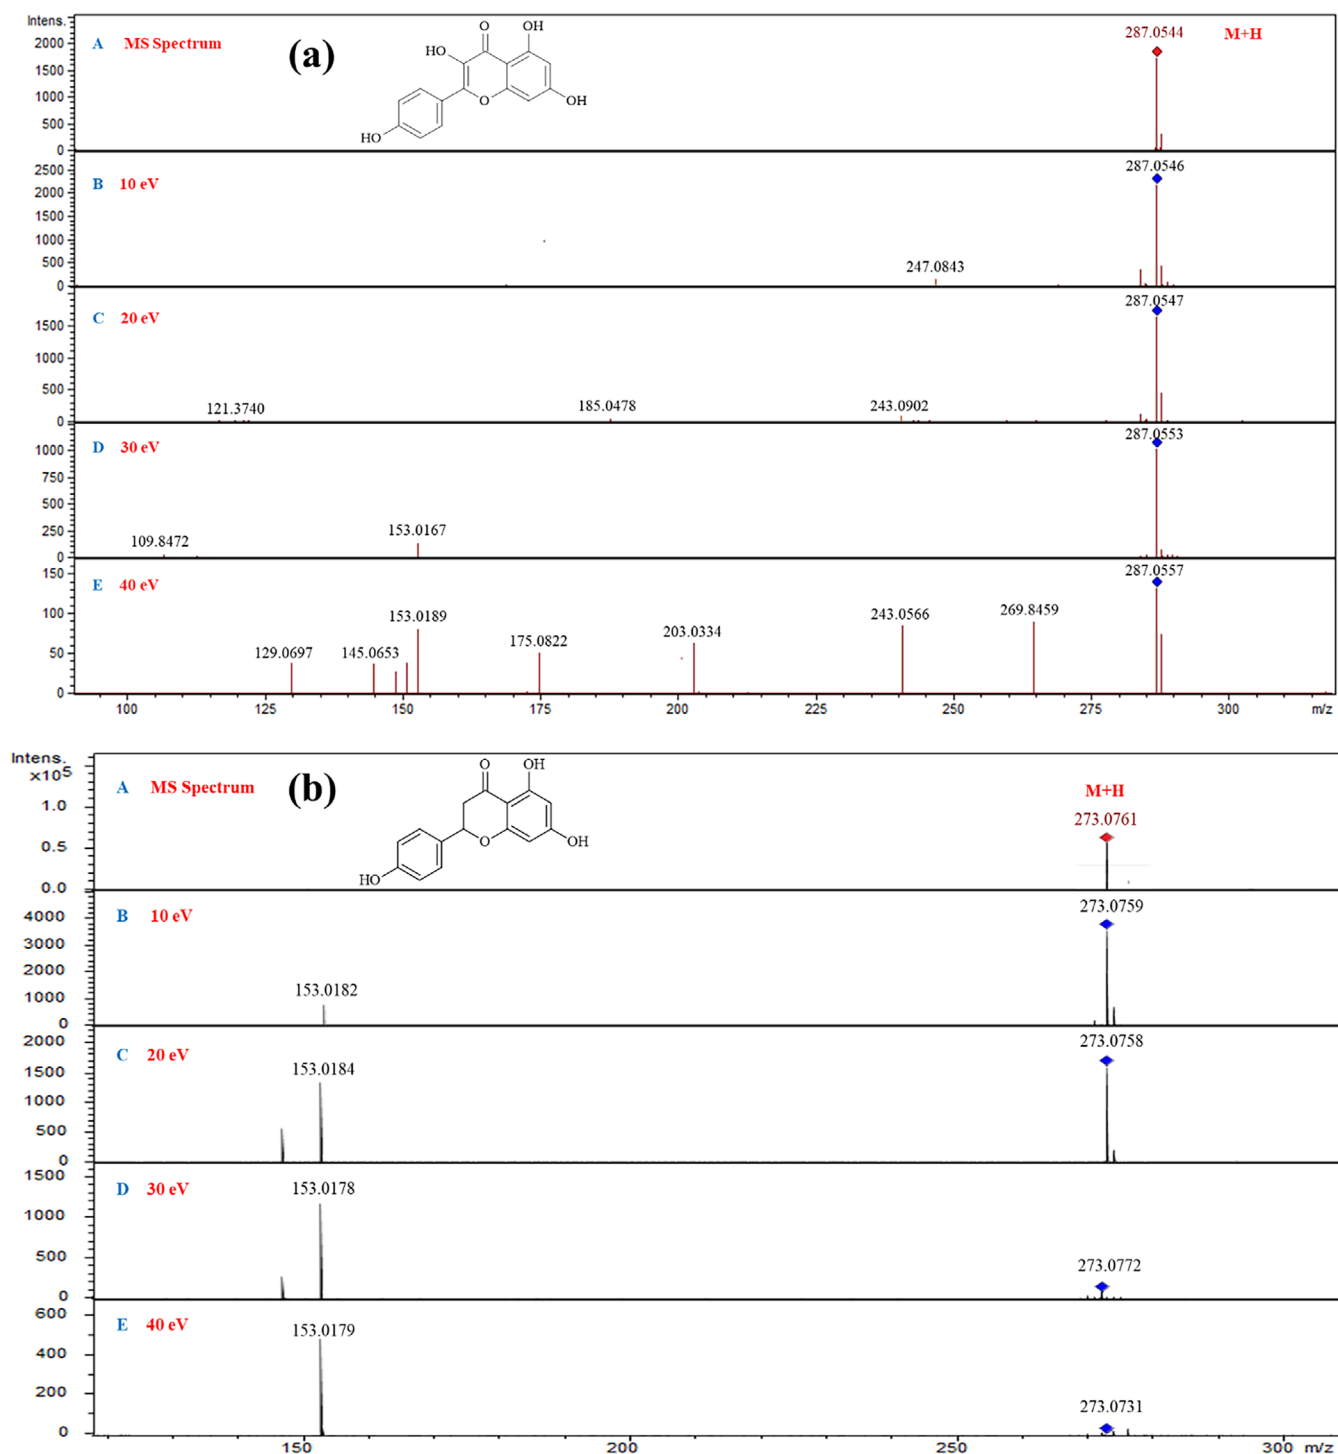 Intens.
A MS Spectrum (a) 287.0544 M+H
O OH
HO
O OH
HO
2000
1500
1000
500
0
B 10 eV 287.0546
247.0843
2500
2000
1500
1000
500
0
C 20 eV 287.0547
121.3740 185.0478 243.0902
1500
1000
500
0
D 30 eV 287.0553
109.8472 153.0167
1000
750
500
250
0
E 40 eV 287.0557
129.0697 145.0653 153.0189 175.0822 203.0334 243.0566 269.8459
150
100
50
0
100 125 150 175 200 225 250 275 300 m/z
Intens.
x10⁵
A MS Spectrum (b) M+H
273.0761
O OH
O OH
HO
1.0
0.5
0.0
B 10 eV 273.0759
153.0182
4000
3000
2000
1000
0
C 20 eV 273.0758
153.0184
2000
1500
1000
500
0
D 30 eV 153.0178
273.0772
1500
1000
500
0
E 40 eV 153.0179
273.0731
600
400
200
0
150 200 250 300 m/z